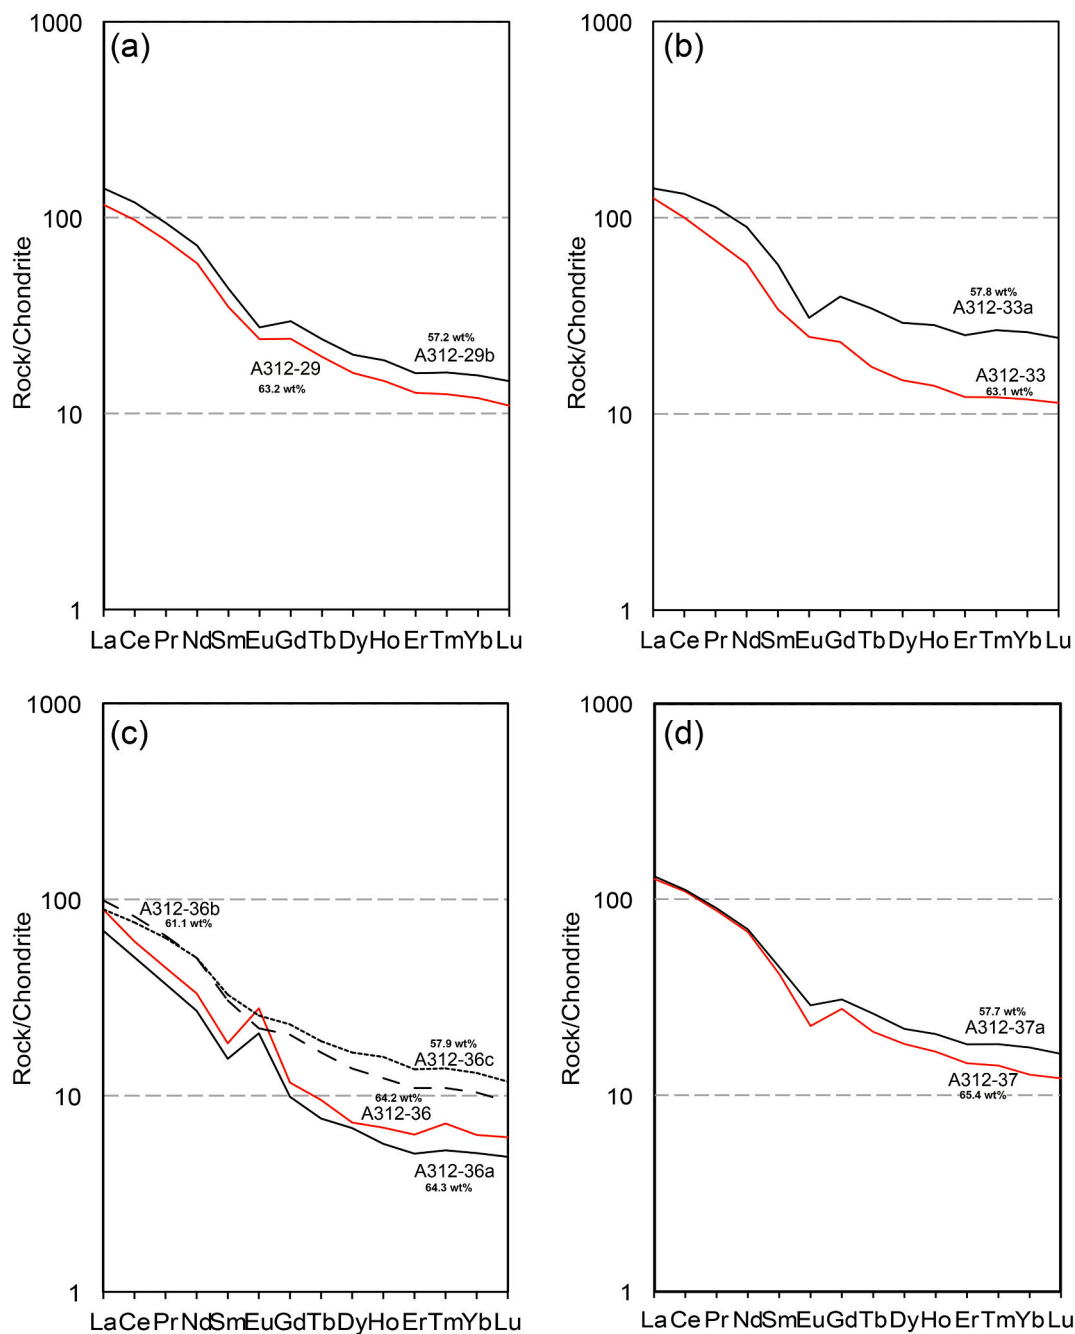 1000
(a)
100
Rock/Chondrite
57.2 wt%
A312-29b
A312-29
63.2 wt%
10
1
La Ce Pr Nd Sm Eu Gd Tb Dy Ho Er Tm Yb Lu
1000
(b)
100
Rock/Chondrite
57.8 wt%
A312-33a
A312-33
63.1 wt%
10
1
La Ce Pr Nd Sm Eu Gd Tb Dy Ho Er Tm Yb Lu
1000
(c)
100
A312-36b
61.1 wt%
Rock/Chondrite
57.9 wt%
A312-36c
64.2 wt%
10
A312-36
A312-36a
64.3 wt%
1
La Ce Pr Nd Sm Eu Gd Tb Dy Ho Er Tm Yb Lu
1000
(d)
100
Rock/Chondrite
57.7 wt%
A312-37a
A312-37
65.4 wt%
10
1
La Ce Pr Nd Sm Eu Gd Tb Dy Ho Er Tm Yb Lu